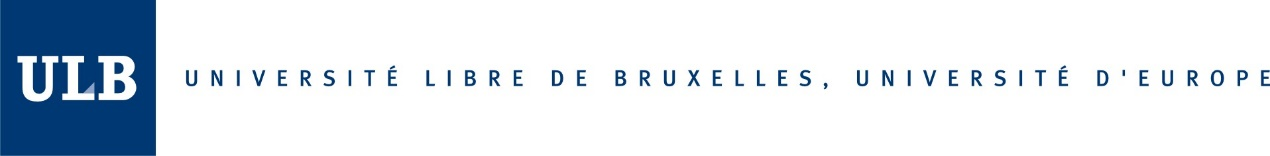 ULB UNIVERSITÉ LIBRE DE BRUXELLES, UNIVERSITÉ D'EUROPE